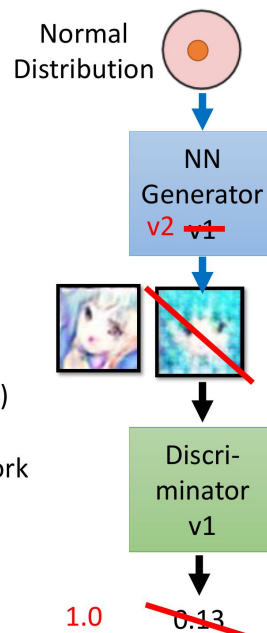 Normal
Distribution
NN
Generator
v2 v1
)
ork
Discri-
minator
v1
1.0 0.13